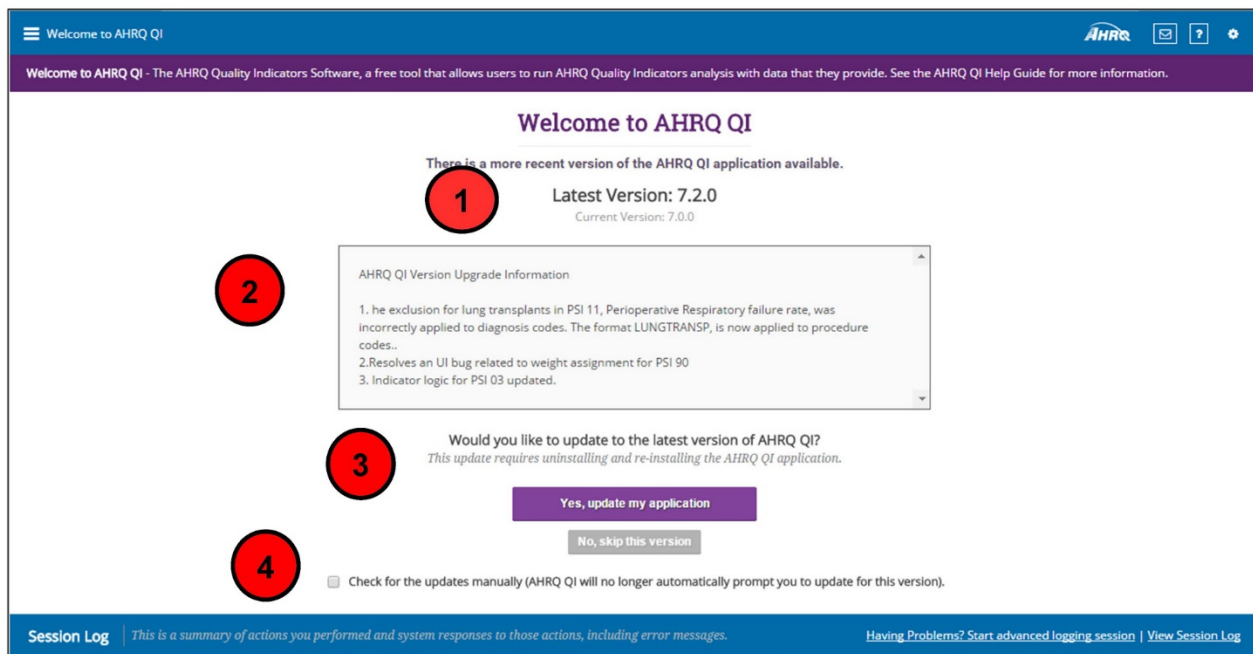 Welcome to AHRQ QI
AHRQ
?
Welcome to AHRQ QI - The AHRQ Quality Indicators Software, a free tool that allows users to run AHRQ Quality Indicators analysis with data that they provide. See the AHRQ QI Help Guide for more information.
Welcome to AHRQ QI
There is a more recent version of the AHRQ QI application available.
1
Latest Version: 7.2.0
Current Version: 7.0.0
2
AHRQ QI Version Upgrade Information
1. he exclusion for lung transplants in PSI 11, Perioperative Respiratory failure rate, was
incorrectly applied to diagnosis codes. The format LUNGTRANSP, is now applied to procedure
codes..
2.Resolves an UI bug related to weight assignment for PSI 90
3. Indicator logic for PSI 03 updated.
3
Would you like to update to the latest version of AHRQ QI?
This update requires uninstalling and re-installing the AHRQ QI application.
Yes, update my application
No, skip this version
4
Check for the updates manually (AHRQ QI will no longer automatically prompt you to update for this version).
Session Log | This is a summary of actions you performed and system responses to those actions, including error messages.
Having Problems? Start advanced logging session | View Session Log